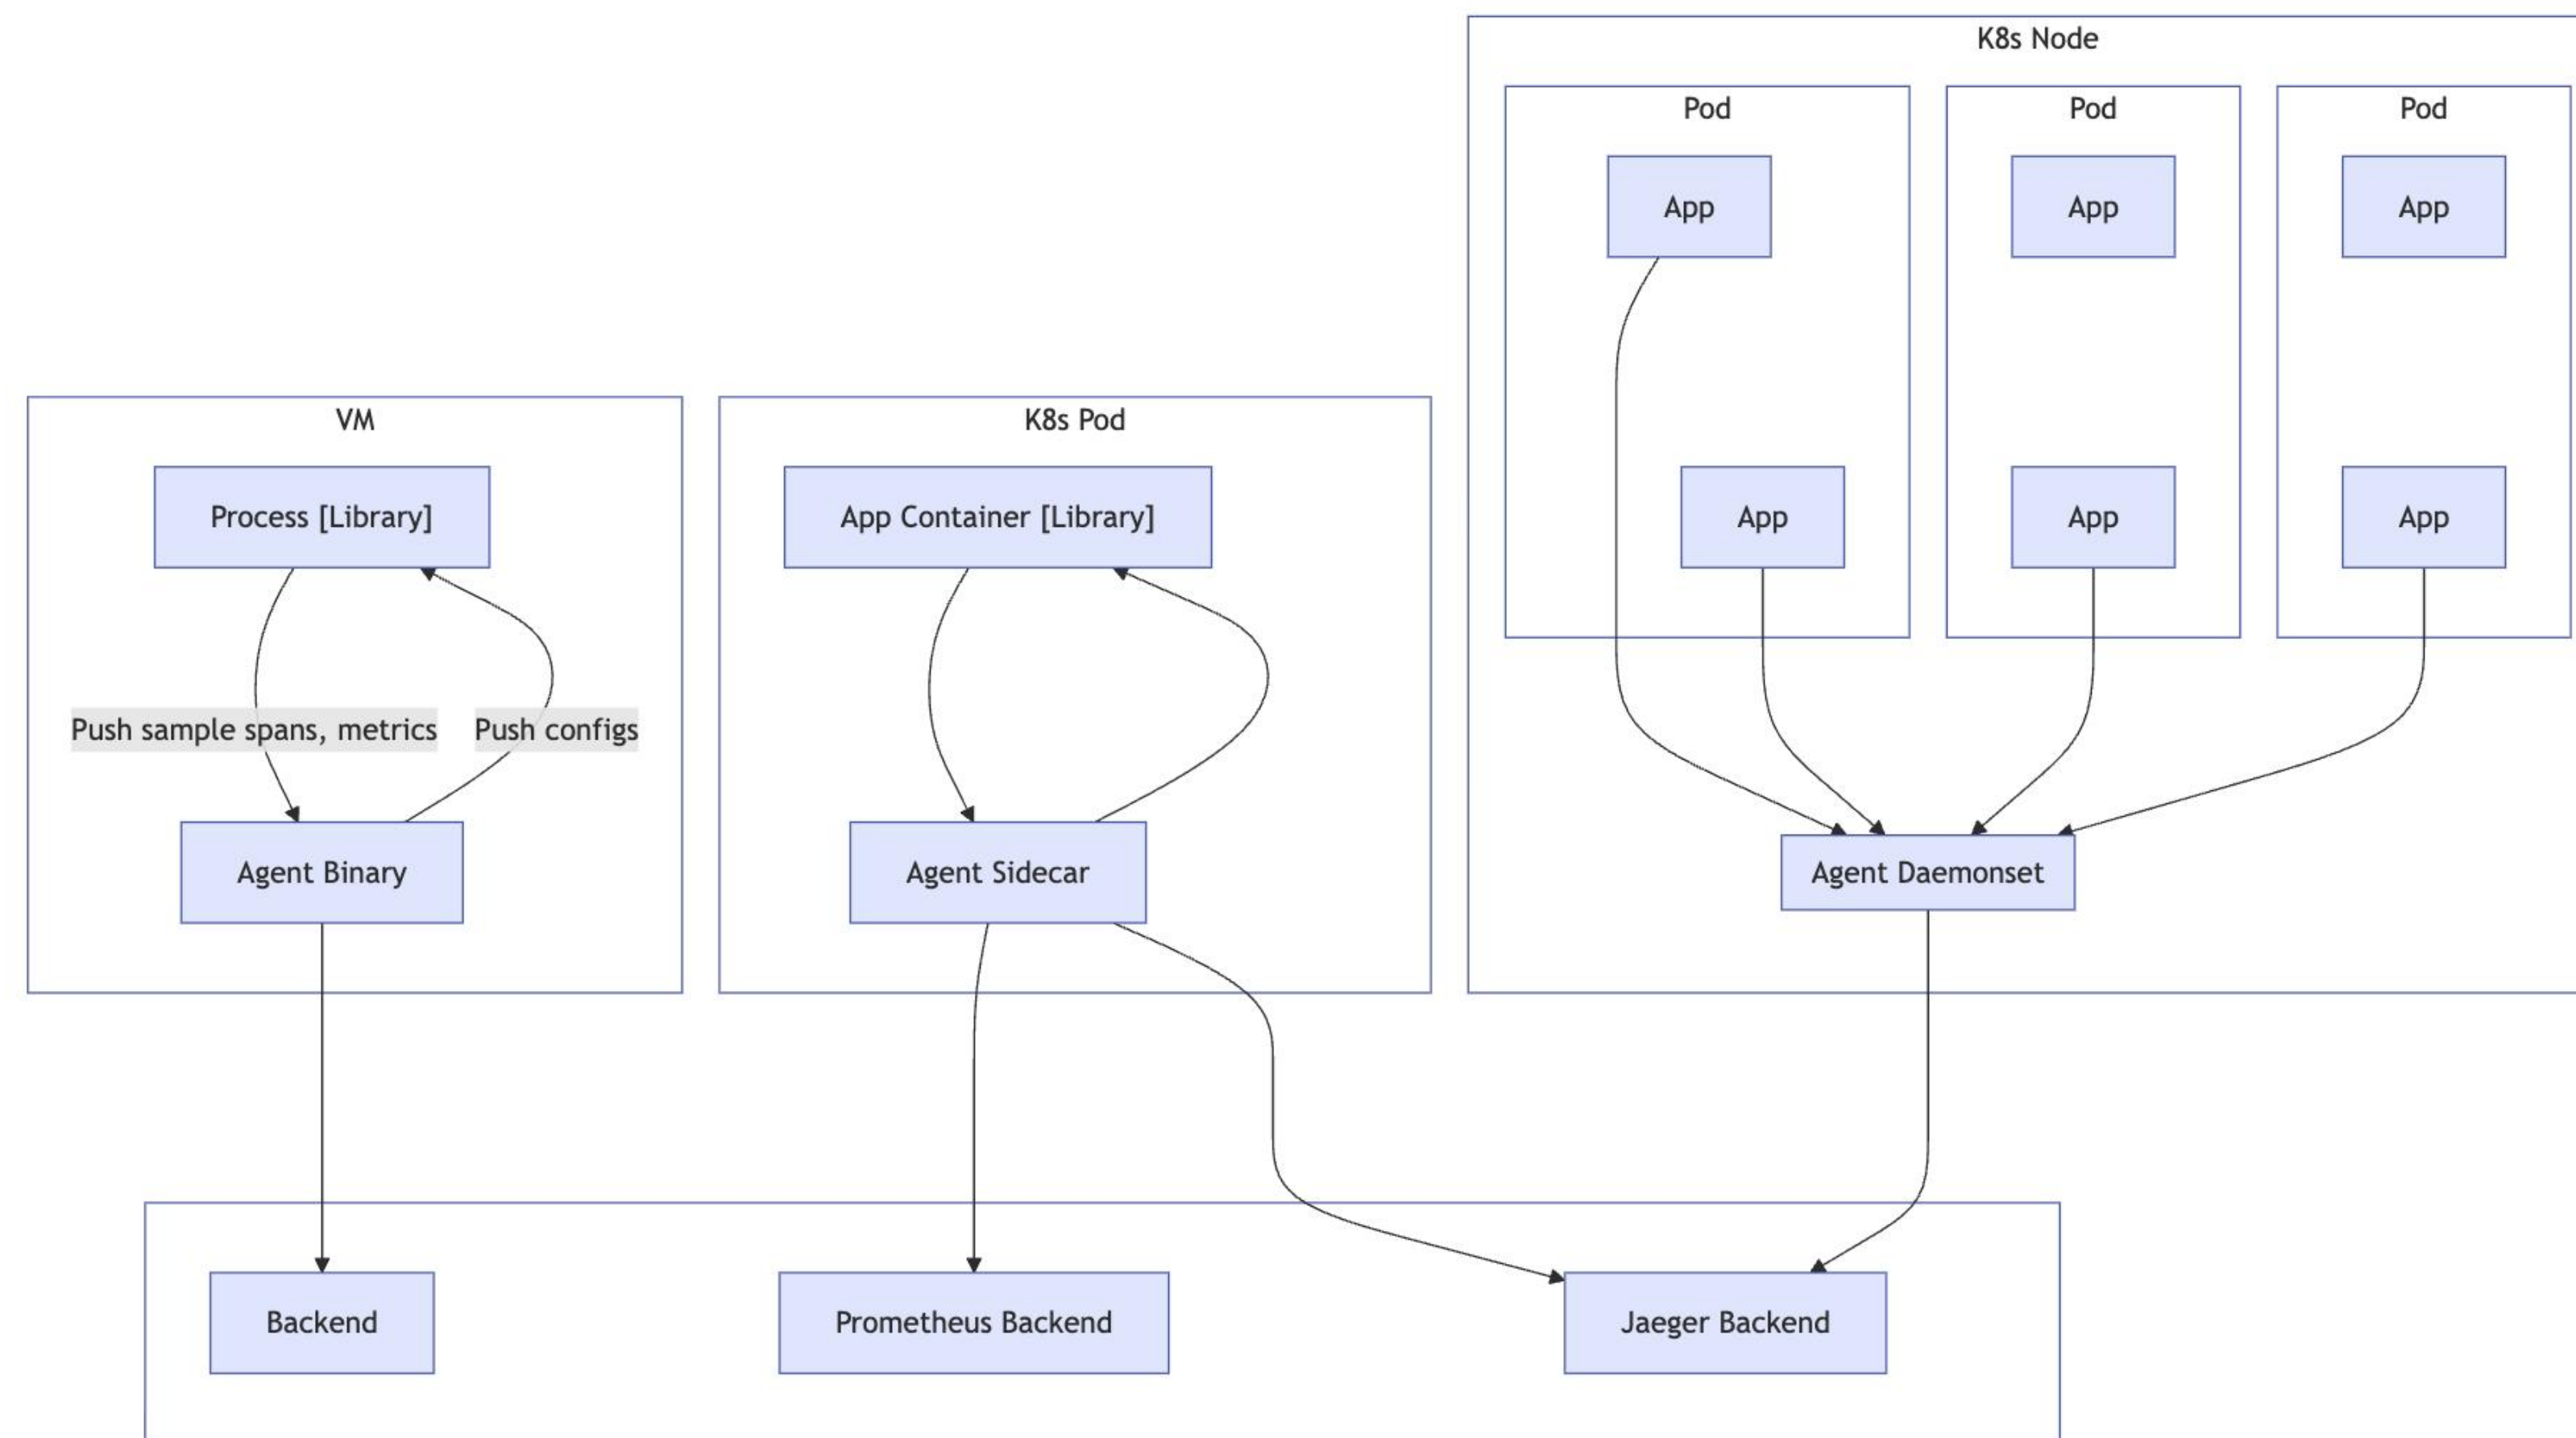 K8s Node
Pod
Pod
Pod
App
App
App
VM
K8s Pod
Process [Library]
App Container [Library]
App
App
App
Push sample spans, metrics
Push configs
Agent Binary
Agent Sidecar
Agent Daemonset
Backend
Prometheus Backend
Jaeger Backend